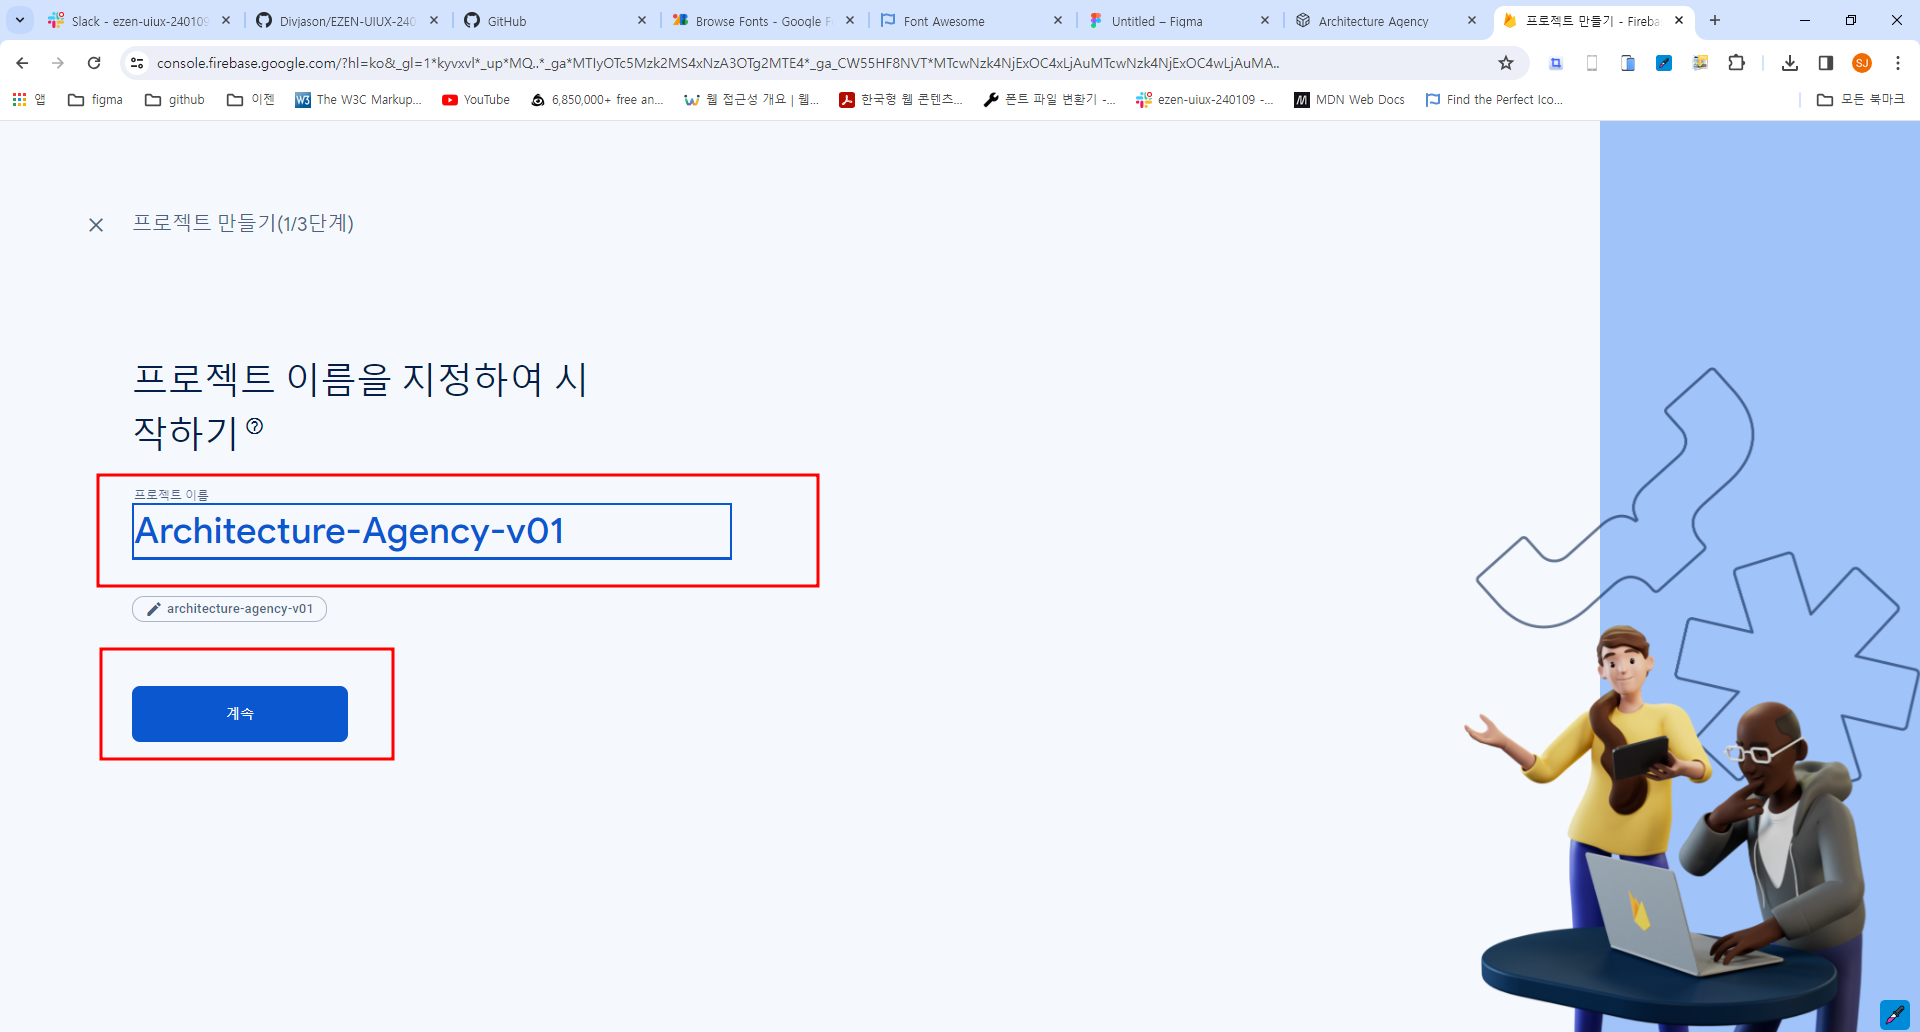 Slack - ezen-uiux-240109
Divjason/EZEN-UIUX-240
GitHub
Browse Fonts - Google F
Font Awesome
Untitled – Figma
Architecture Agency
프로젝트 만들기 - Fireba
console.firebase.google.com/?hl=ko&_gl=1*kyvxvl*_up*MQ..*_ga*MTIyOTc5Mzk2MS4xNzA3OTg2MTE4*_ga_CW55HF8NVT*MTcwNzk4NjExOC4xLjAuMTcwNzk4NjExOC4wLjAuMA..
SJ
앱
figma
github
이젠
The W3C Markup...
YouTube
6,850,000+ free an...
웹 접근성 개요 | 웹...
한국형 웹 콘텐츠...
폰트 파일 변환기 -...
ezen-uiux-240109 -...
MDN Web Docs
Find the Perfect Ico...
모든 북마크
프로젝트 만들기(1/3단계)
프로젝트 이름을 지정하여 시
작하기
프로젝트 이름
Architecture-Agency-v01
architecture-agency-v01
계속